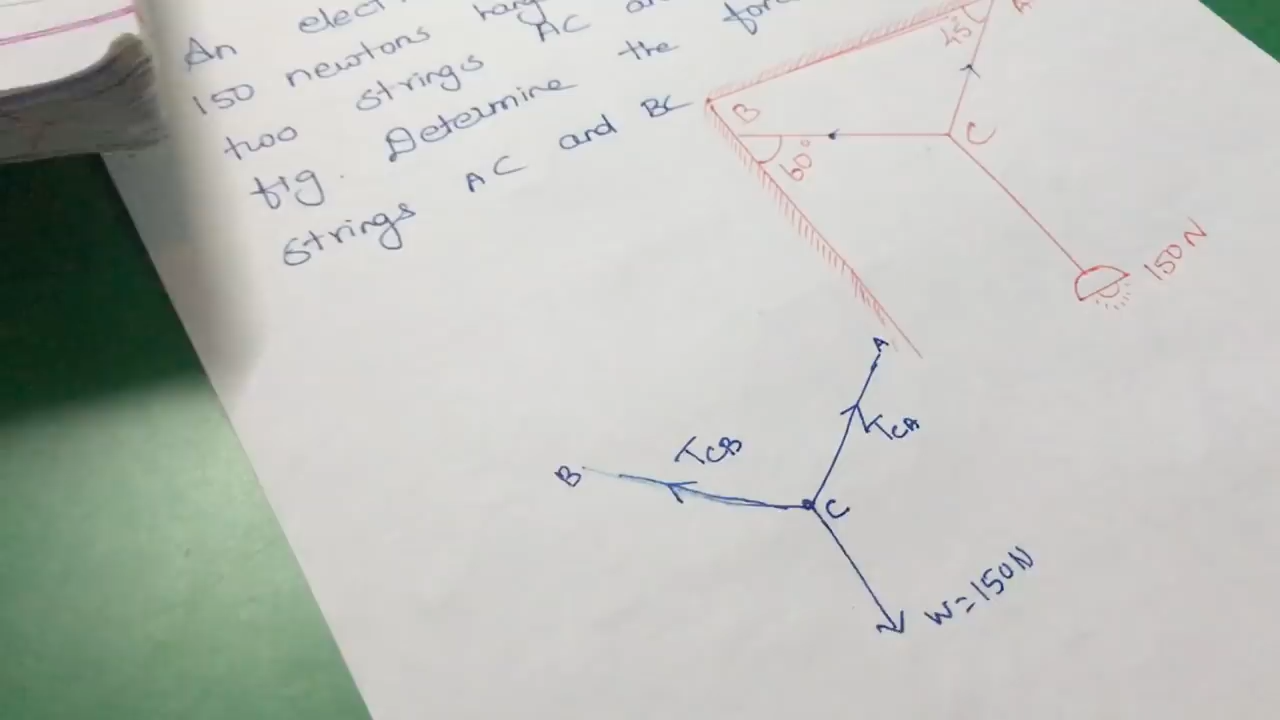 An
150 newtons
two strings AC
fig. Determine the
strings AC and BC
45°
B
60°
C
150 N
A
TCA
TCB
B
C
W=150N